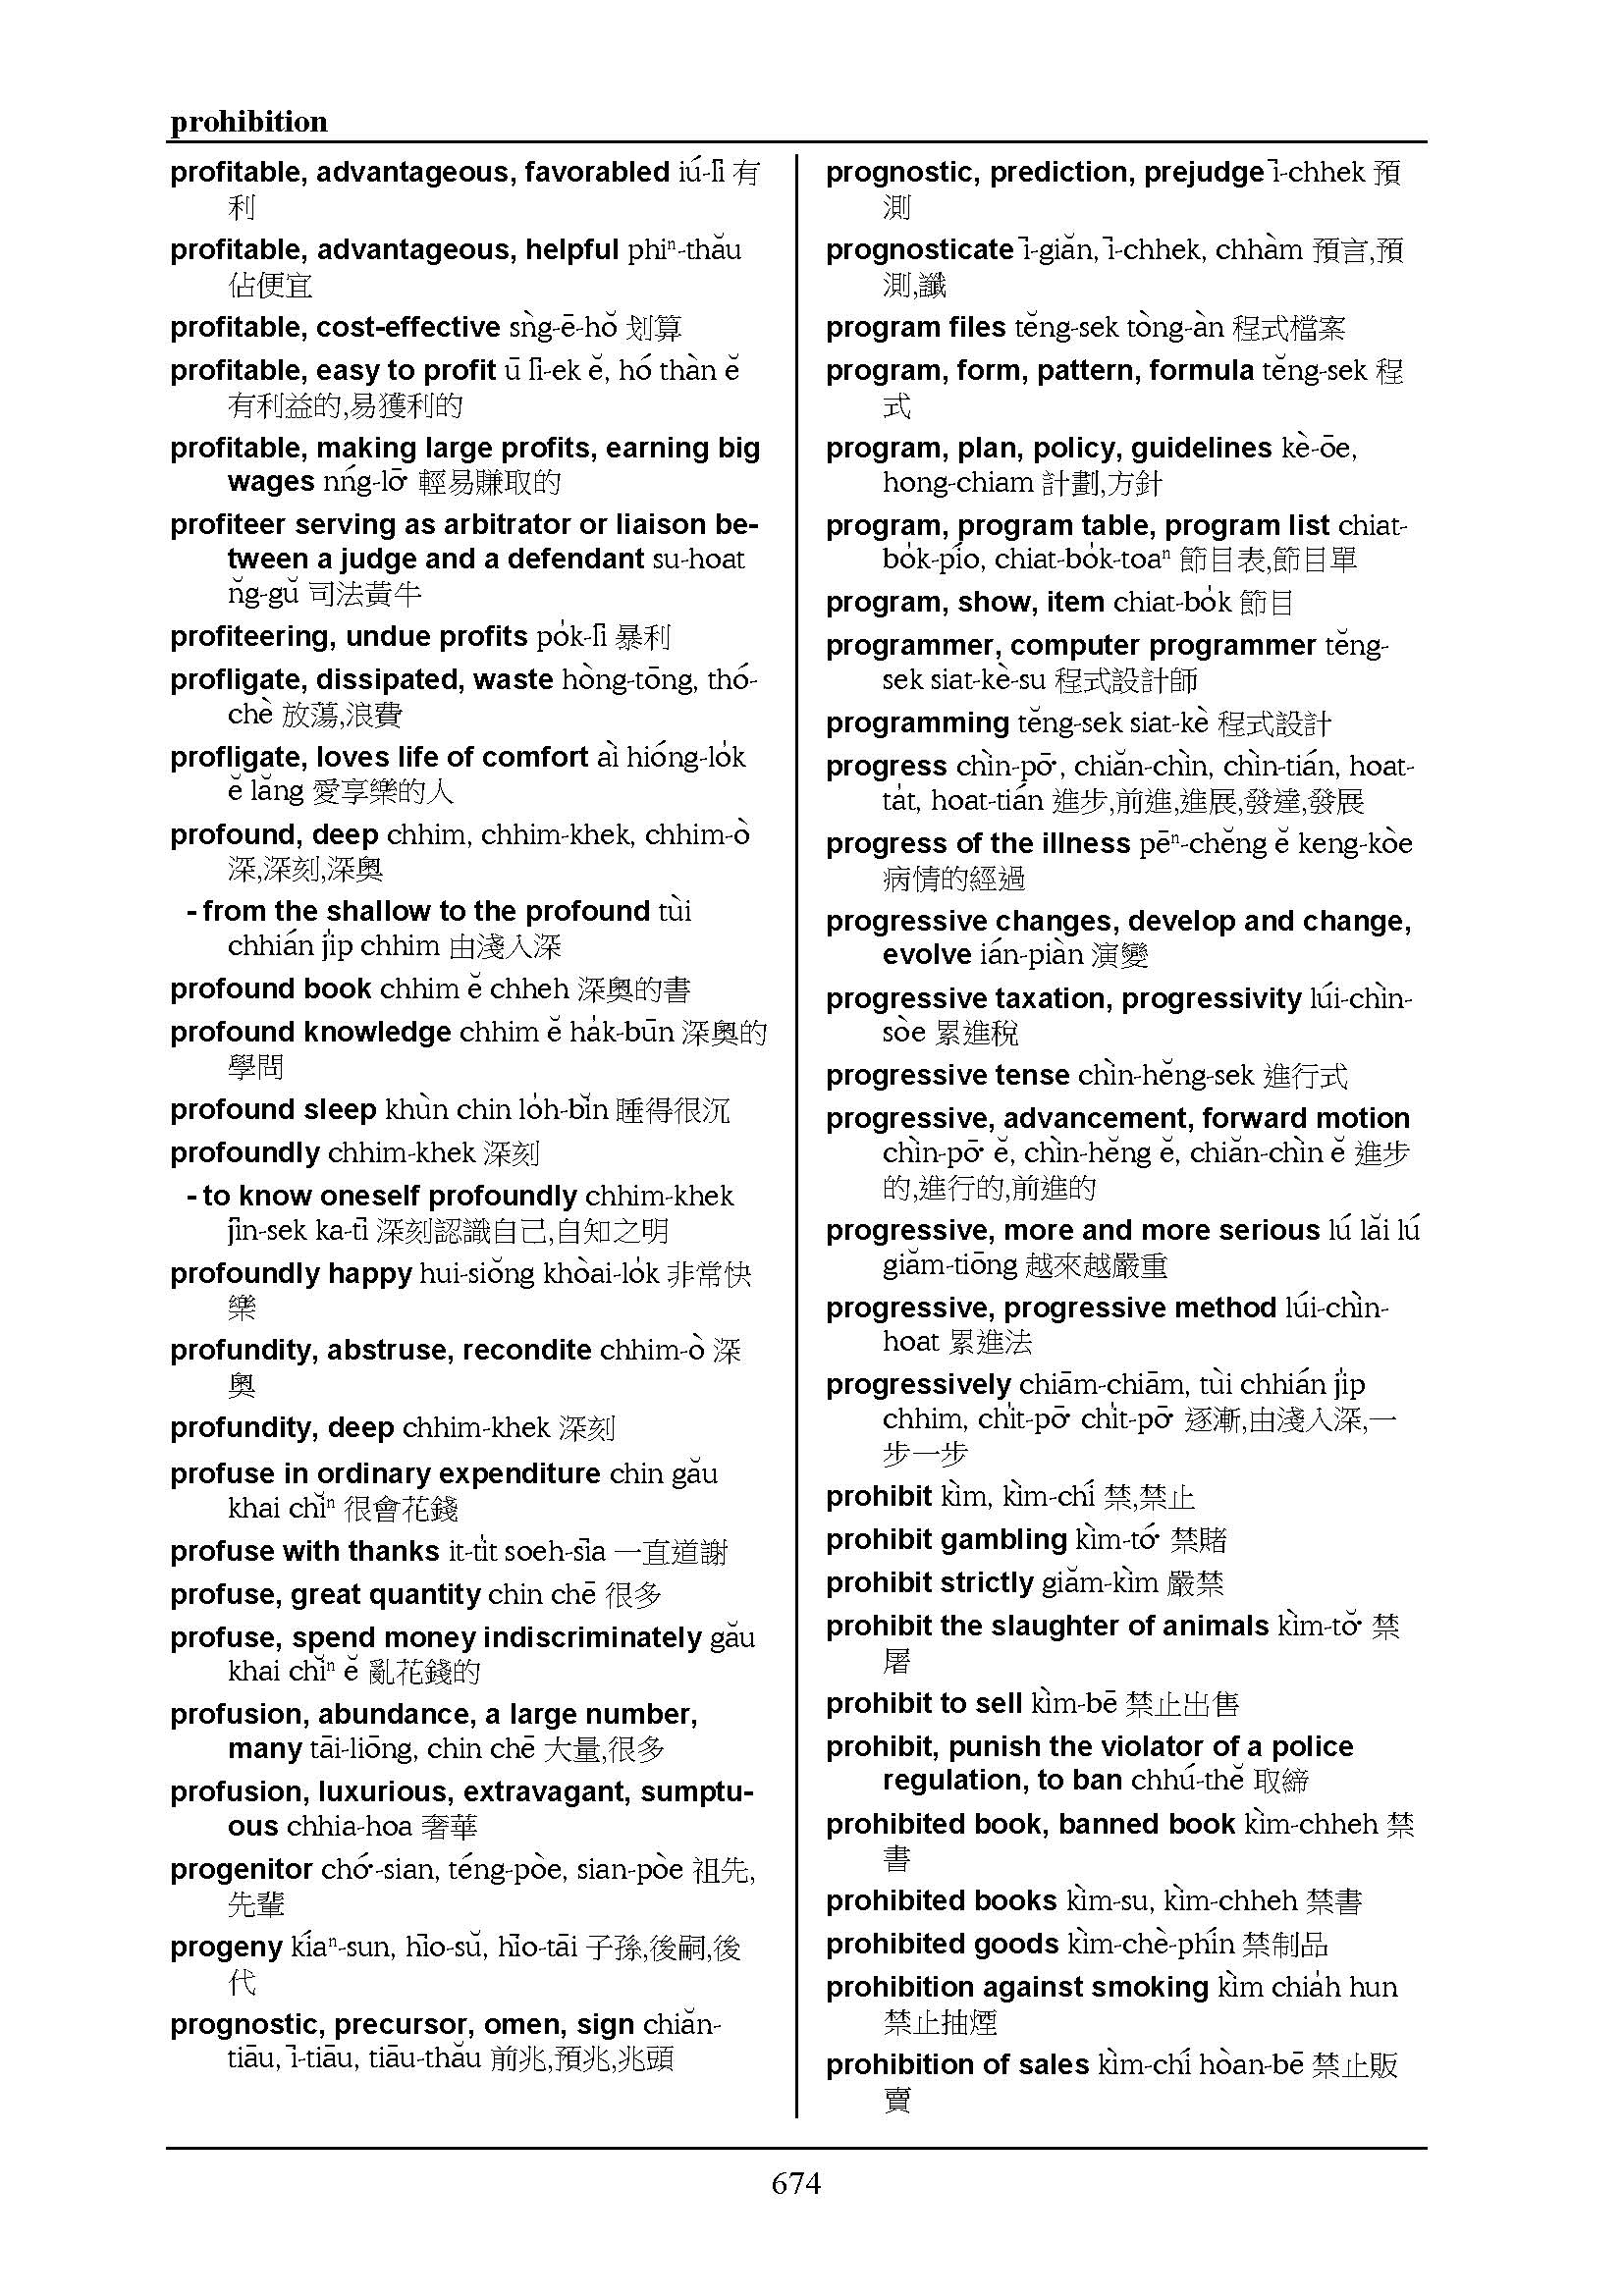 prohibition
profitable, advantageous, favorabled iú-lī 有
利
profitable, advantageous, helpful phiⁿ-thău
佔便宜
profitable, cost-effective sǹg-ē-hŏ 划算
profitable, easy to profit ū lī-ek ĕ, hó thàn ĕ
有利益的,易獲利的
profitable, making large profits, earning big
wages nńg-lō͘ 輕易賺取的
profiteer serving as arbitrator or liaison be-
tween a judge and a defendant su-hoat
n̆g-gŭ 司法黃牛
profiteering, undue profits po̍k-lī 暴利
profligate, dissipated, waste hòng-tōng, thó-
chè 放蕩,浪費
profligate, loves life of comfort aì hióng-lo̍k
ĕ lăng 愛享樂的人
profound, deep chhim, chhim-khek, chhim-ò
深,深刻,深奧
- from the shallow to the profound tùi
chhián ji̍p chhim 由淺入深
profound book chhim ĕ chheh 深奧的書
profound knowledge chhim ĕ ha̍k-būn 深奧的
學問
profound sleep khùn chin lo̍h-bĭn 睡得很沉
profoundly chhim-khek 深刻
- to know oneself profoundly chhim-khek
jīn-sek ka-tī 深刻認識自己,自知之明
profoundly happy hui-siŏng khòai-lo̍k 非常快
樂
profundity, abstruse, recondite chhim-ò 深
奧
profundity, deep chhim-khek 深刻
profuse in ordinary expenditure chin gău
khai chĭⁿ 很會花錢
profuse with thanks it-ti̍t soeh-sīa 一直道謝
profuse, great quantity chin chē 很多
profuse, spend money indiscriminately gău
khai chĭⁿ ĕ 亂花錢的
profusion, abundance, a large number,
many tāi-liōng, chin chē 大量,很多
profusion, luxurious, extravagant, sumptu-
ous chhia-hoa 奢華
progenitor chó͘-sian, téng-pòe, sian-pòe 祖先,
先輩
progeny kíaⁿ-sun, hīo-sŭ, hīo-tāi 子孫,後嗣,後
代
prognostic, precursor, omen, sign chiăn-
tiāu, ī-tiāu, tiāu-thău 前兆,預兆,兆頭
prognostic, prediction, prejudge ī-chhek 預
測
prognosticate ī-giăn, ī-chhek, chhàm 預言,預
測,讖
program files tĕng-sek tòng-àn 程式檔案
program, form, pattern, formula tĕng-sek 程
式
program, plan, policy, guidelines kè-ōe,
hong-chiam 計劃,方針
program, program table, program list chiat-
bo̍k-pío, chiat-bo̍k-toaⁿ 節目表,節目單
program, show, item chiat-bo̍k 節目
programmer, computer programmer tĕng-
sek siat-kè-su 程式設計師
programming tĕng-sek siat-kè 程式設計
progress chìn-pō͘, chiăn-chìn, chìn-tián, hoat-
ta̍t, hoat-tián 進步,前進,進展,發達,發展
progress of the illness pēⁿ-chĕng ĕ keng-kòe
病情的經過
progressive changes, develop and change,
evolve ián-piàn 演變
progressive taxation, progressivity lúi-chìn-
sòe 累進稅
progressive tense chìn-hĕng-sek 進行式
progressive, advancement, forward motion
chìn-pō͘ ĕ, chìn-hĕng ĕ, chiăn-chìn ĕ 進步
的,進行的,前進的
progressive, more and more serious lú lăi lú
giăm-tiōng 越來越嚴重
progressive, progressive method lúi-chìn-
hoat 累進法
progressively chiām-chiām, tùi chhián ji̍p
chhim, chi̍t-pō͘ chi̍t-pō͘ 逐漸,由淺入深,一
步一步
prohibit kìm, kìm-chí 禁,禁止
prohibit gambling kìm-tó͘ 禁賭
prohibit strictly giăm-kìm 嚴禁
prohibit the slaughter of animals kìm-tŏ͘ 禁
屠
prohibit to sell kìm-bē 禁止出售
prohibit, punish the violator of a police
regulation, to ban chhú-thĕ 取締
prohibited book, banned book kìm-chheh 禁
書
prohibited books kìm-su, kìm-chheh 禁書
prohibited goods kìm-chè-phín 禁制品
prohibition against smoking kìm chia̍h hun
禁止抽煙
prohibition of sales kìm-chí hòan-bē 禁止販
賣
674